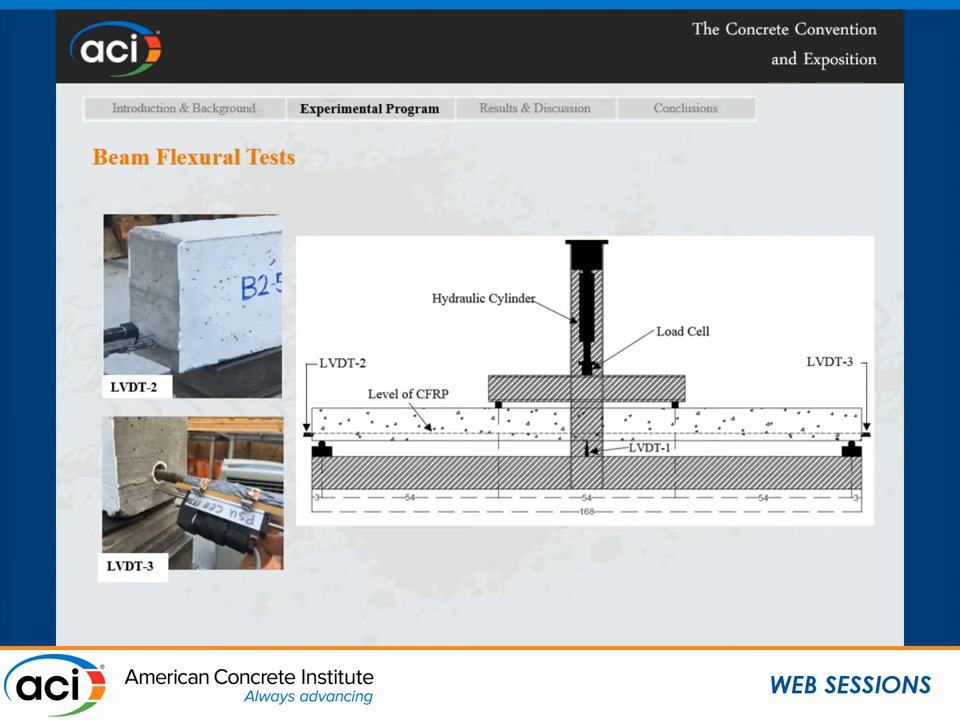 aci
The Concrete Convention
and Exposition
Introduction & Background
Experimental Program
Results & Discussion
Conclusions
Beam Flexural Tests
B2-5
LVDT-2
PSU CEE
LVDT-3
Hydraulic Cylinder
Load Cell
LVDT-2
LVDT-3
Level of CFRP
LVDT-1
3
54
54
54
3
168
aci
American Concrete Institute
Always advancing
WEB SESSIONS